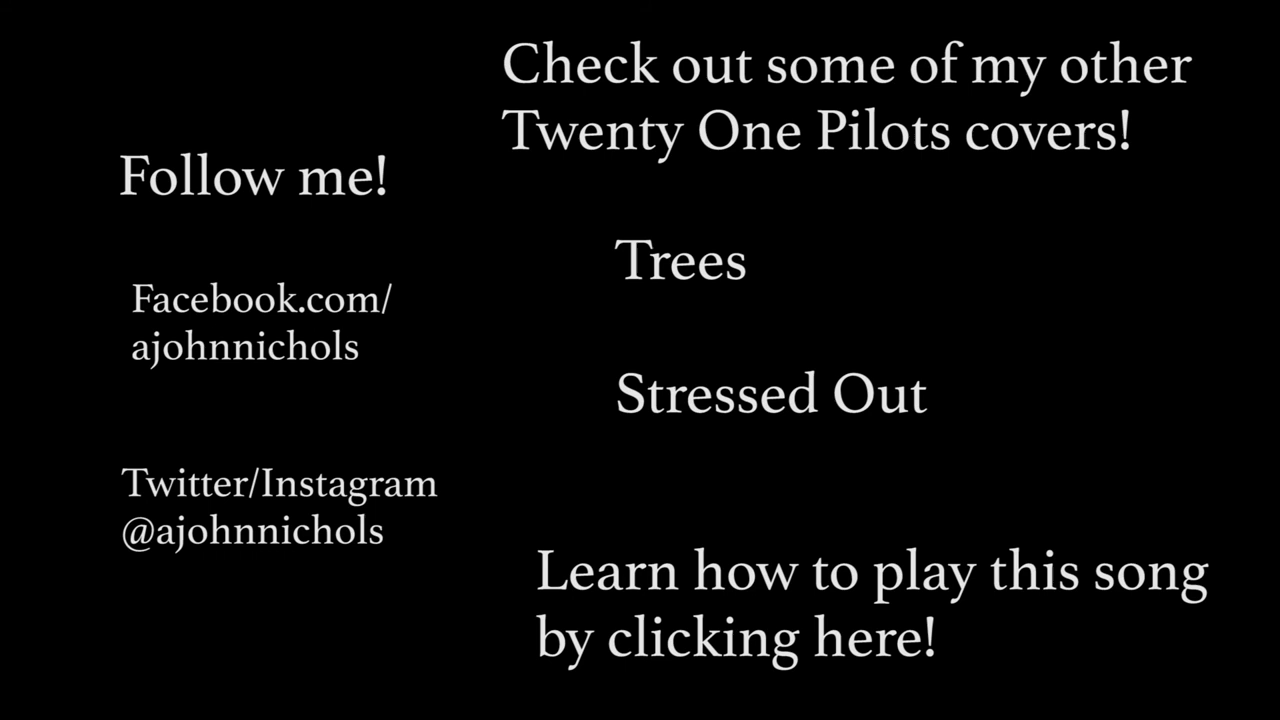 Follow me!
Facebook.com/
ajohnnichols
Twitter/Instagram
@ajohnnichols
Check out some of my other
Twenty One Pilots covers!
Trees
Stressed Out
Learn how to play this song
by clicking here!